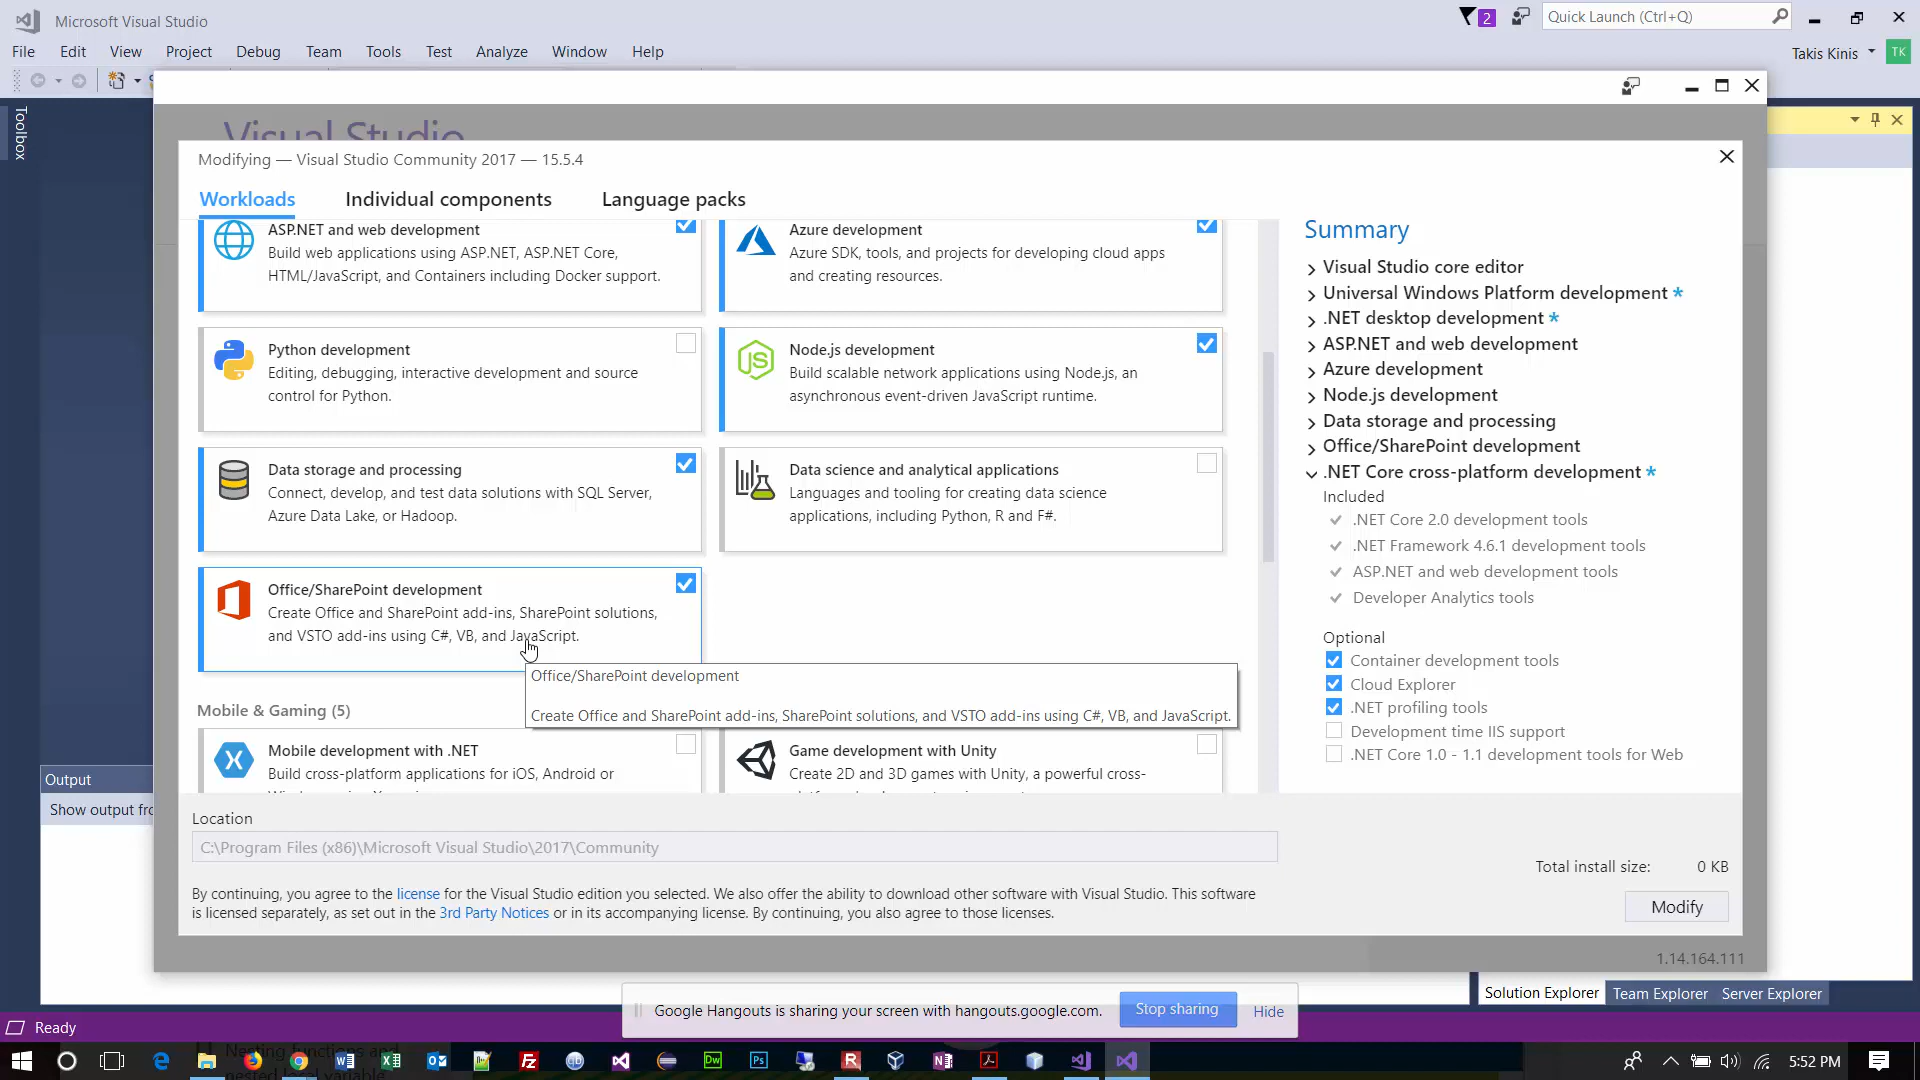 Microsoft Visual Studio
2
Quick Launch (Ctrl+Q)
File Edit View Project Debug Team Tools Test Analyze Window Help
Takis Kinis TK
Toolbox
Visual Studio
Modifying — Visual Studio Community 2017 — 15.5.4
Workloads Individual components Language packs
ASP.NET and web development
Build web applications using ASP.NET, ASP.NET Core,
HTML/JavaScript, and Containers including Docker support.
Azure development
Azure SDK, tools, and projects for developing cloud apps
and creating resources.
Python development
Editing, debugging, interactive development and source
control for Python.
Node.js development
Build scalable network applications using Node.js, an
asynchronous event-driven JavaScript runtime.
Data storage and processing
Connect, develop, and test data solutions with SQL Server,
Azure Data Lake, or Hadoop.
Data science and analytical applications
Languages and tooling for creating data science
applications, including Python, R and F#.
Office/SharePoint development
Create Office and SharePoint add-ins, SharePoint solutions,
and VSTO add-ins using C#, VB, and JavaScript.
Office/SharePoint development
Create Office and SharePoint add-ins, SharePoint solutions, and VSTO add-ins using C#, VB, and JavaScript.
Mobile & Gaming (5)
Mobile development with .NET
Build cross-platform applications for iOS, Android or
Game development with Unity
Create 2D and 3D games with Unity, a powerful cross-
Summary
Visual Studio core editor
Universal Windows Platform development *
.NET desktop development *
ASP.NET and web development
Azure development
Node.js development
Data storage and processing
Office/SharePoint development
.NET Core cross-platform development *
Included
.NET Core 2.0 development tools
.NET Framework 4.6.1 development tools
ASP.NET and web development tools
Developer Analytics tools
Optional
Container development tools
Cloud Explorer
.NET profiling tools
Development time IIS support
.NET Core 1.0 - 1.1 development tools for Web
Output
Show output fro
Location
C:\Program Files (x86)\Microsoft Visual Studio\2017\Community
By continuing, you agree to the license for the Visual Studio edition you selected. We also offer the ability to download other software with Visual Studio. This software
is licensed separately, as set out in the 3rd Party Notices or in its accompanying license. By continuing, you also agree to those licenses.
Total install size: 0 KB
Modify
1.14.164.111
Solution Explorer Team Explorer Server Explorer
Google Hangouts is sharing your screen with hangouts.google.com. Stop sharing Hide
Ready
Nesting functions and
nested level variable
5:52 PM